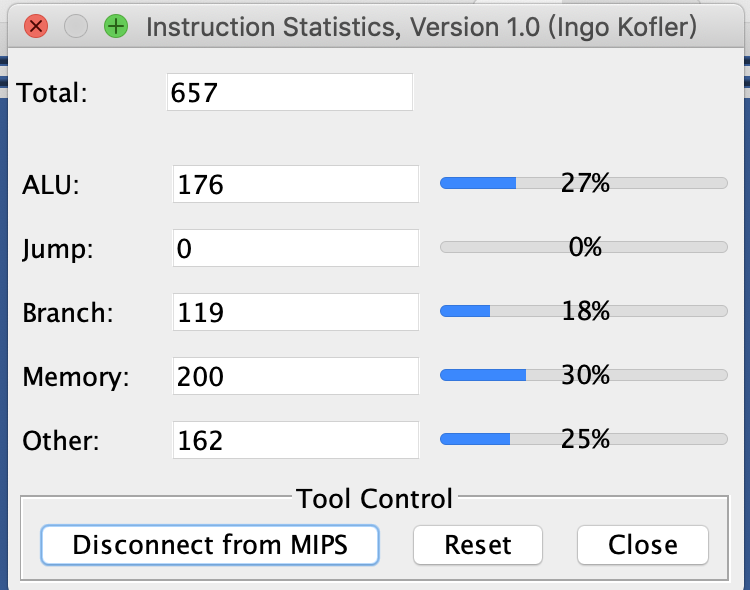 Instruction Statistics, Version 1.0 (Ingo Kofler)
Total: 657
ALU: 176 27%
Jump: 0 0%
Branch: 119 18%
Memory: 200 30%
Other: 162 25%
Tool Control
Disconnect from MIPS Reset Close